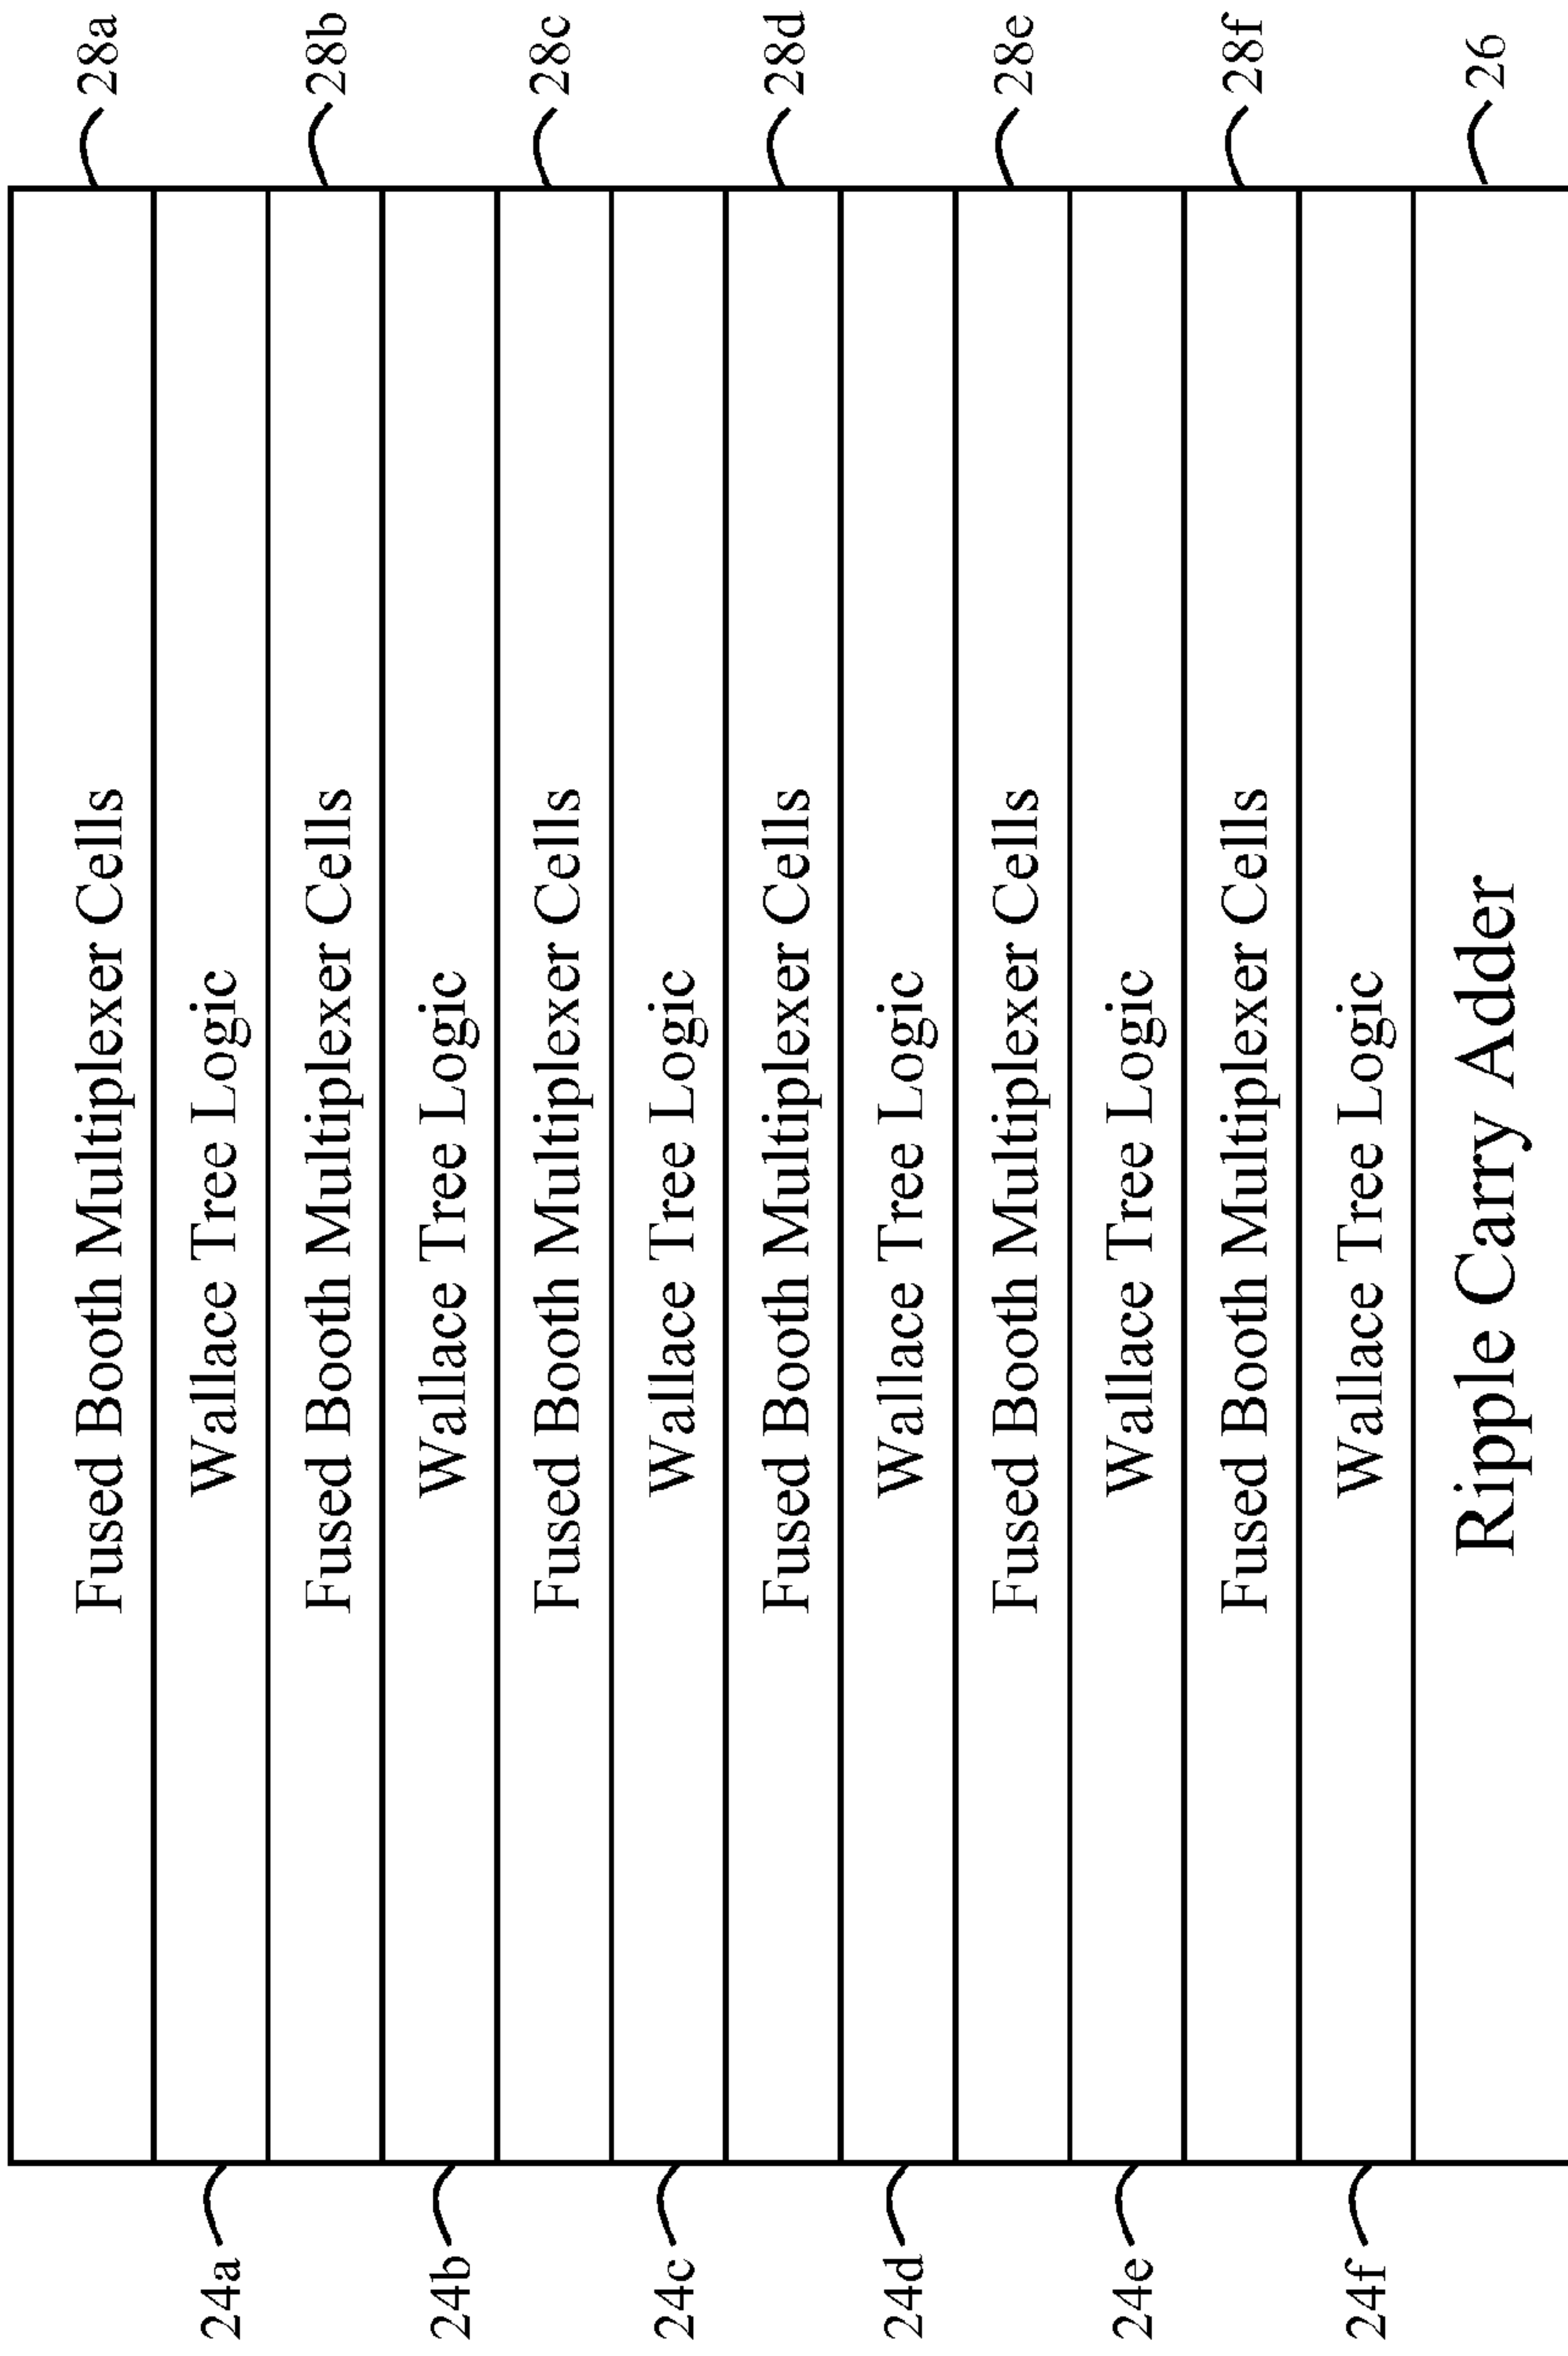 Fused Booth Multiplexer Cells 28a
24a Wallace Tree Logic
Fused Booth Multiplexer Cells 28b
24b Wallace Tree Logic
Fused Booth Multiplexer Cells 28c
24c Wallace Tree Logic
Fused Booth Multiplexer Cells 28d
24d Wallace Tree Logic
Fused Booth Multiplexer Cells 28e
24e Wallace Tree Logic
Fused Booth Multiplexer Cells 28f
24f Wallace Tree Logic
Ripple Carry Adder 26